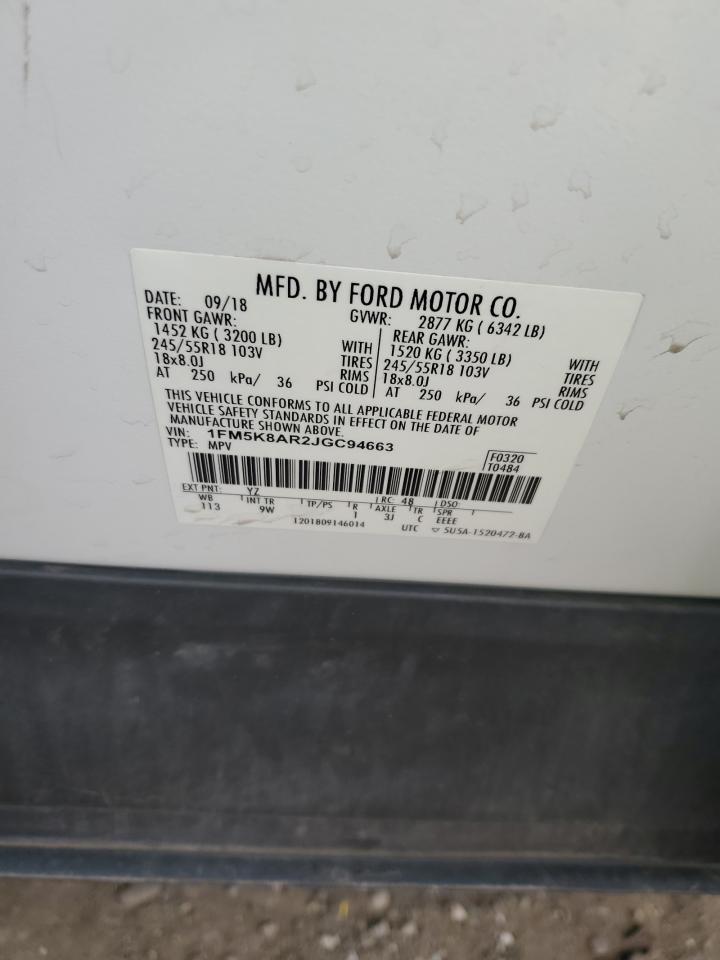 MFD. BY FORD MOTOR CO.
DATE: 09/18 GVWR: 2877 KG ( 6342 LB)
FRONT GAWR: REAR GAWR:
1452 KG ( 3200 LB) WITH 1520 KG ( 3350 LB) WITH
245/55R18 103V TIRES 245/55R18 103V TIRES
18x8.0J RIMS 18x8.0J RIMS
AT 250 kPa/ 36 PSI COLD AT 250 kPa/ 36 PSI COLD
THIS VEHICLE CONFORMS TO ALL APPLICABLE FEDERAL MOTOR
VEHICLE SAFETY STANDARDS IN EFFECT ON THE DATE OF
MANUFACTURE SHOWN ABOVE.
VIN: 1FM5K8AR2JGC94663
TYPE: MPV
F0320
T0484
EXT PNT: YZ RC: 48 DSO:
WB INT TR TP/PS R AXLE TR SPR
113 9W 1 3J C EEEE
1201809146014 UTC 5U5A-1520472-BA